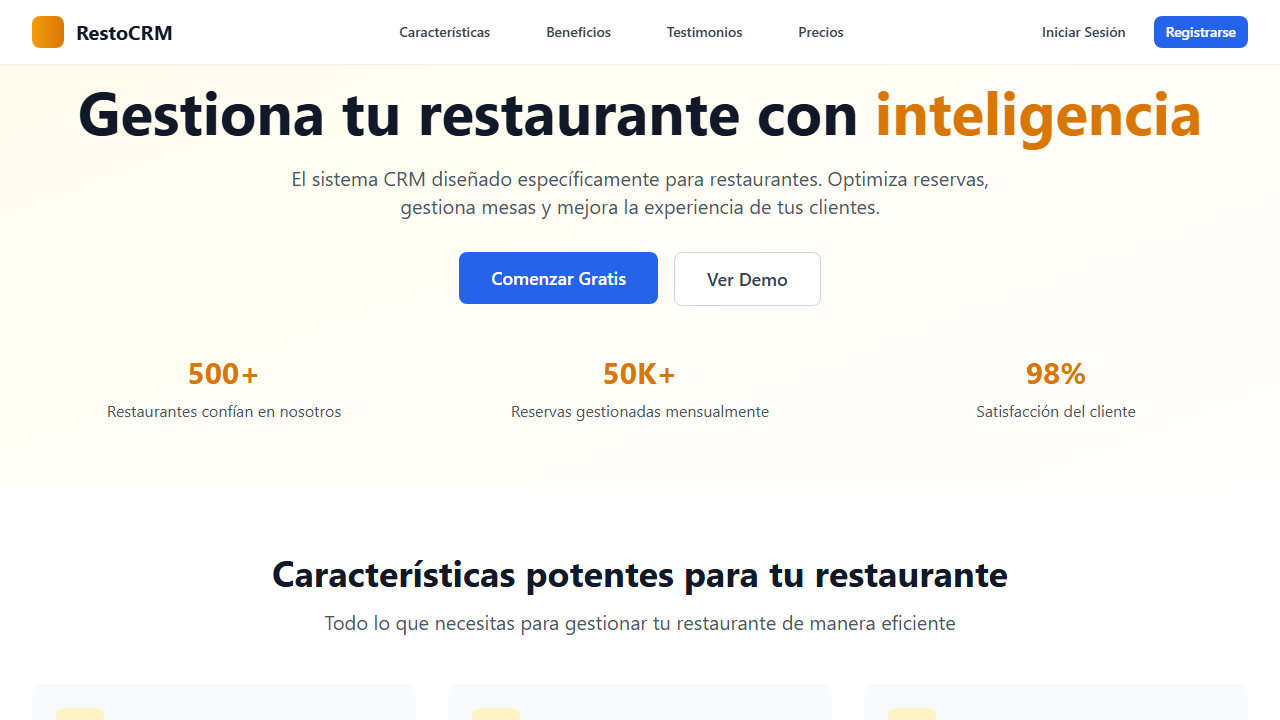 RestoCRM
Características
Beneficios
Testimonios
Precios
Iniciar Sesión
Registrarse
Gestiona tu restaurante con inteligencia
El sistema CRM diseñado específicamente para restaurantes. Optimiza reservas,
gestiona mesas y mejora la experiencia de tus clientes.
Comenzar Gratis
Ver Demo
500+
Restaurantes confían en nosotros
50K+
Reservas gestionadas mensualmente
98%
Satisfacción del cliente
Características potentes para tu restaurante
Todo lo que necesitas para gestionar tu restaurante de manera eficiente